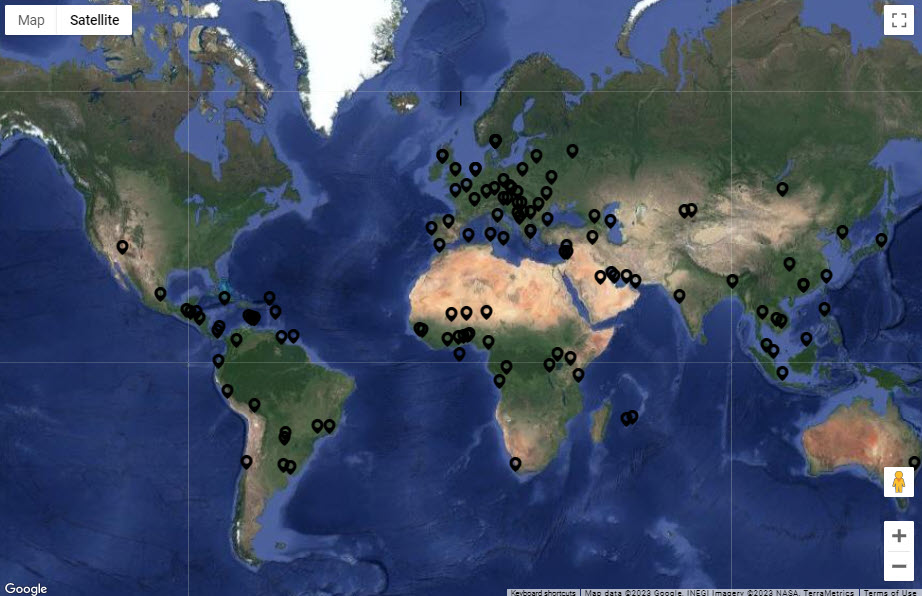 Map Satellite
Google
Keyboard shortcuts Map data ©2023 Google, INEGI Imagery ©2023 NASA, TerraMetrics Terms of Use